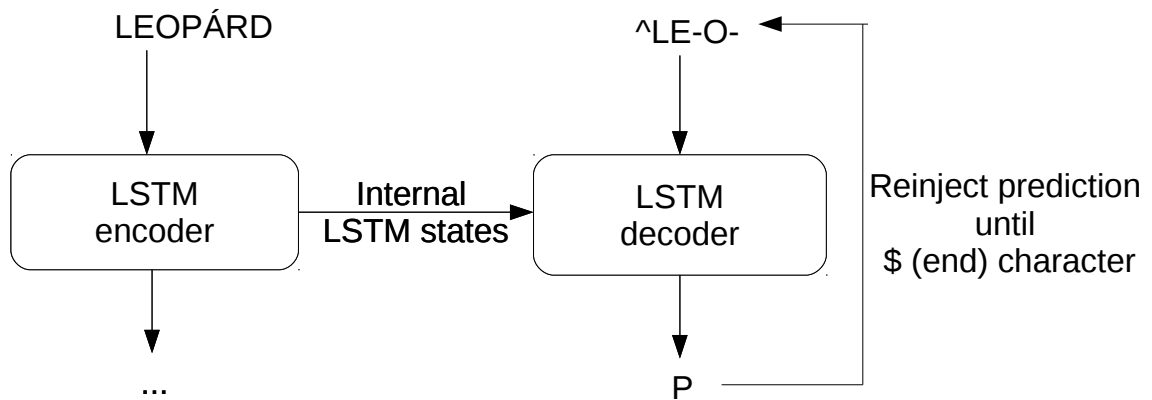 LEOPÁRD
^LE-O-
LSTM
encoder
Internal
LSTM states
LSTM
decoder
Reinject prediction
until
$ (end) character
...
P